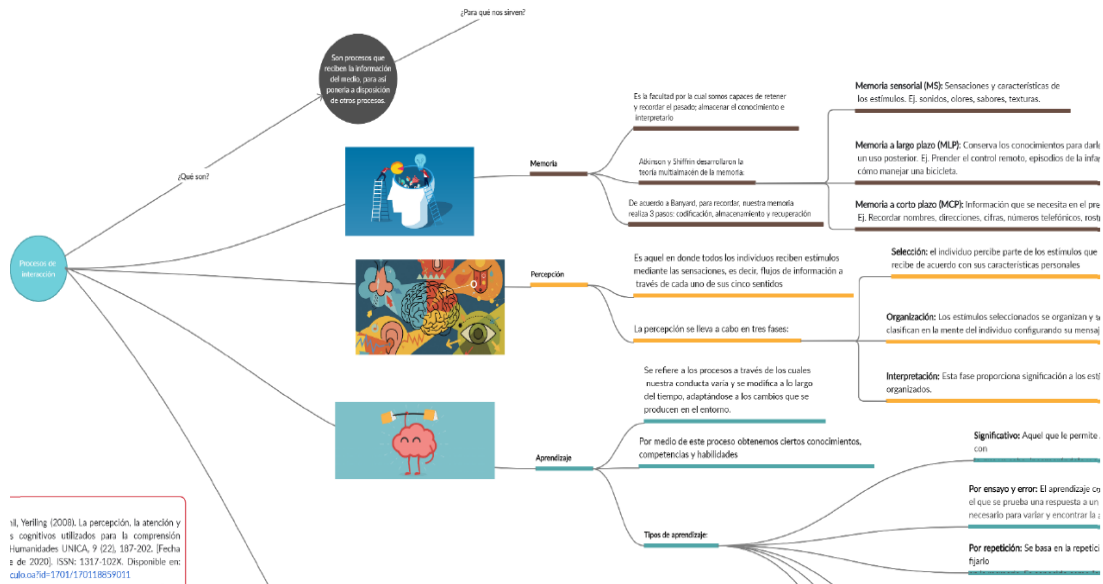 ¿Para qué nos sirven?
Son procesos que
reciben la información
del medio, para así
ponerla a disposición
de otros procesos.
¿Qué son?
Procesos de
interacción
Memoria
Es la facultad por la cual somos capaces de retener
y recordar el pasado; almacenar el conocimiento e
interpretarlo
Atkinson y Shiffrin desarrollaron la
teoría multialmacén de la memoria:
De acuerdo a Banyard, para recordar, nuestra memoria
realiza 3 pasos: codificación, almacenamiento y recuperación
Memoria sensorial (MS): Sensaciones y características de
los estímulos. Ej. sonidos, olores, sabores, texturas.
Memoria a largo plazo (MLP): Conserva los conocimientos para
un uso posterior. Ej. Prender el control remoto, episodios de la
cómo manejar una bicicleta.
Memoria a corto plazo (MCP): Información que se necesita en el
Ej. Recordar nombres, direcciones, cifras, números telefónicos,
Percepción
Es aquel en donde todos los individuos reciben estímulos
mediante las sensaciones, es decir, flujos de información a
través de cada uno de sus cinco sentidos
La percepción se lleva a cabo en tres fases:
Selección: el individuo percibe parte de los estímulos que
recibe de acuerdo con sus características personales
Organización: Los estímulos seleccionados se organizan y
clasifican en la mente del individuo configurando su
Interpretación: Esta fase proporciona significación a los
organizados.
Aprendizaje
Se refiere a los procesos a través de los cuales
nuestra conducta varia y se modifica a lo largo
del tiempo, adaptándose a los cambios que se
producen en el entorno.
Por medio de este proceso obtenemos ciertos conocimientos,
competencias y habilidades
Tipos de aprendizaje:
Significativo: Aquel que le permite
con
Por ensayo y error: El aprendizaje
el que se prueba una respuesta a un
necesario para variar y encontrar la
Por repetición: Se basa en la
fijarlo
Yeriling (2008). La percepción, la atención y
cognitivos utilizados para la comprensión
Humanidades UNICA, 9 (22), 187-202. [Fecha
de 2020]. ISSN: 1317-102X. Disponible en:
culo.oa?id=1701/170118859011